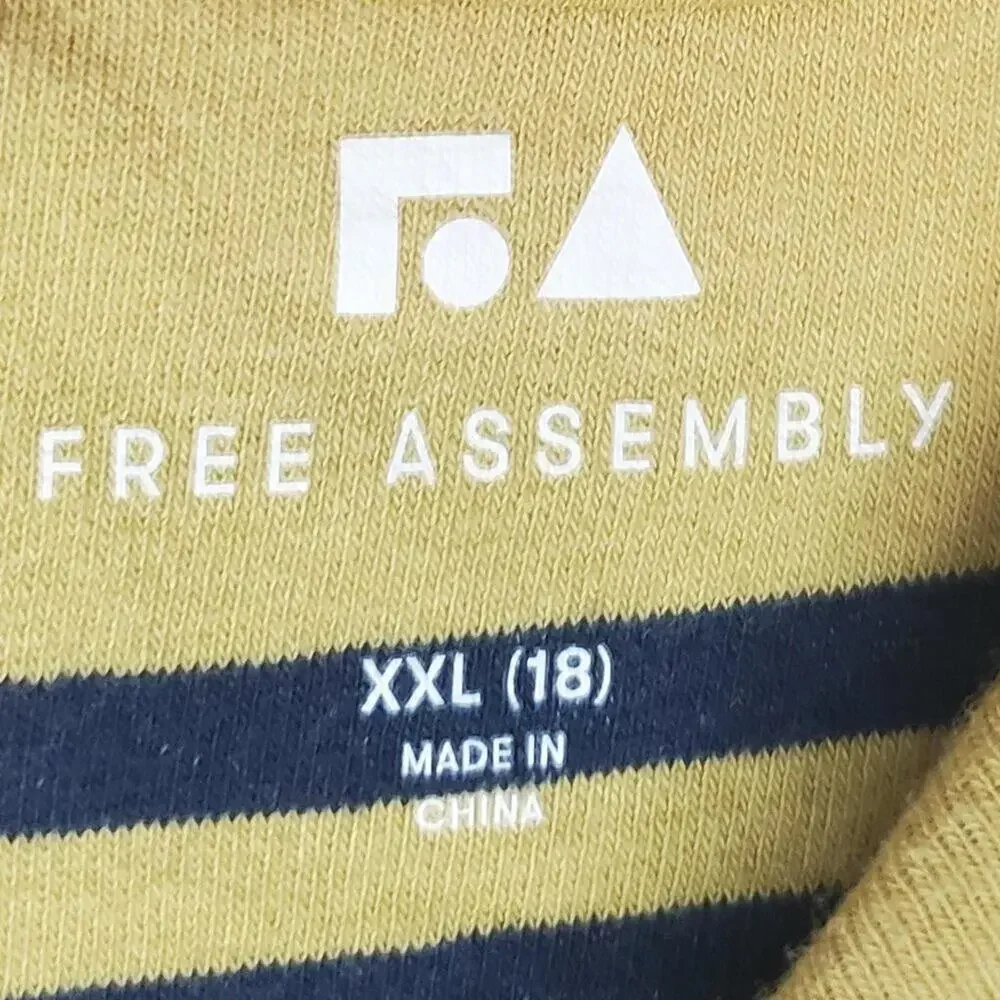 FREE ASSEMBLY
XXL (18)
MADE IN
CHINA